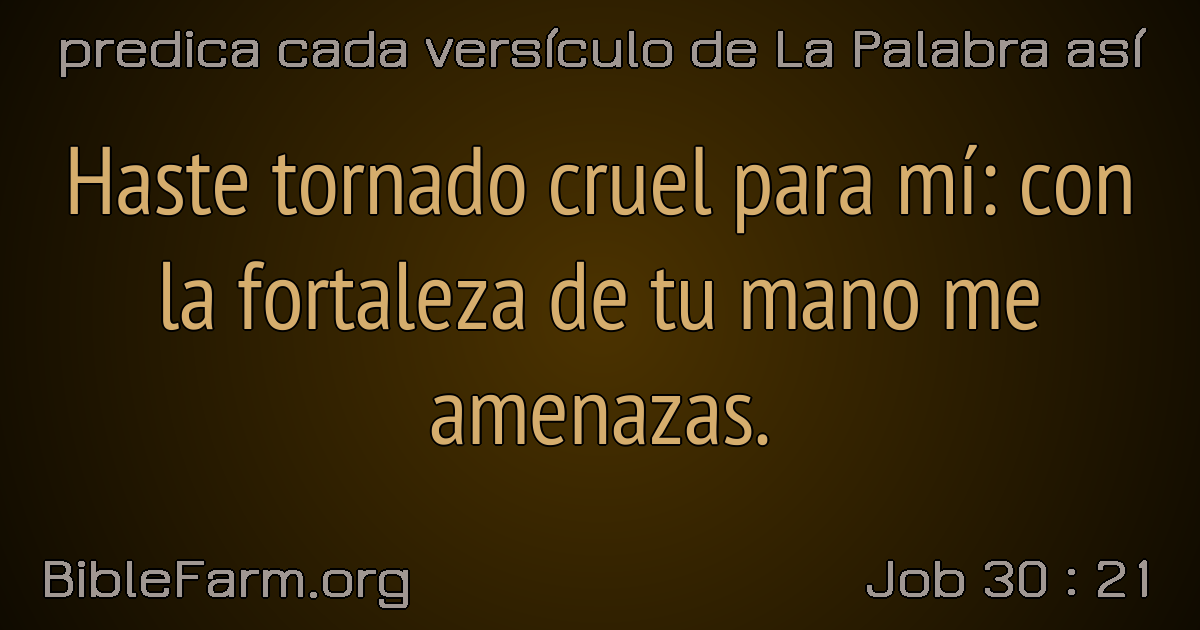 predica cada versículo de La Palabra así
Haste tornado cruel para mí: con
la fortaleza de tu mano me
amenazas.
BibleFarm.org
Job 30 : 21